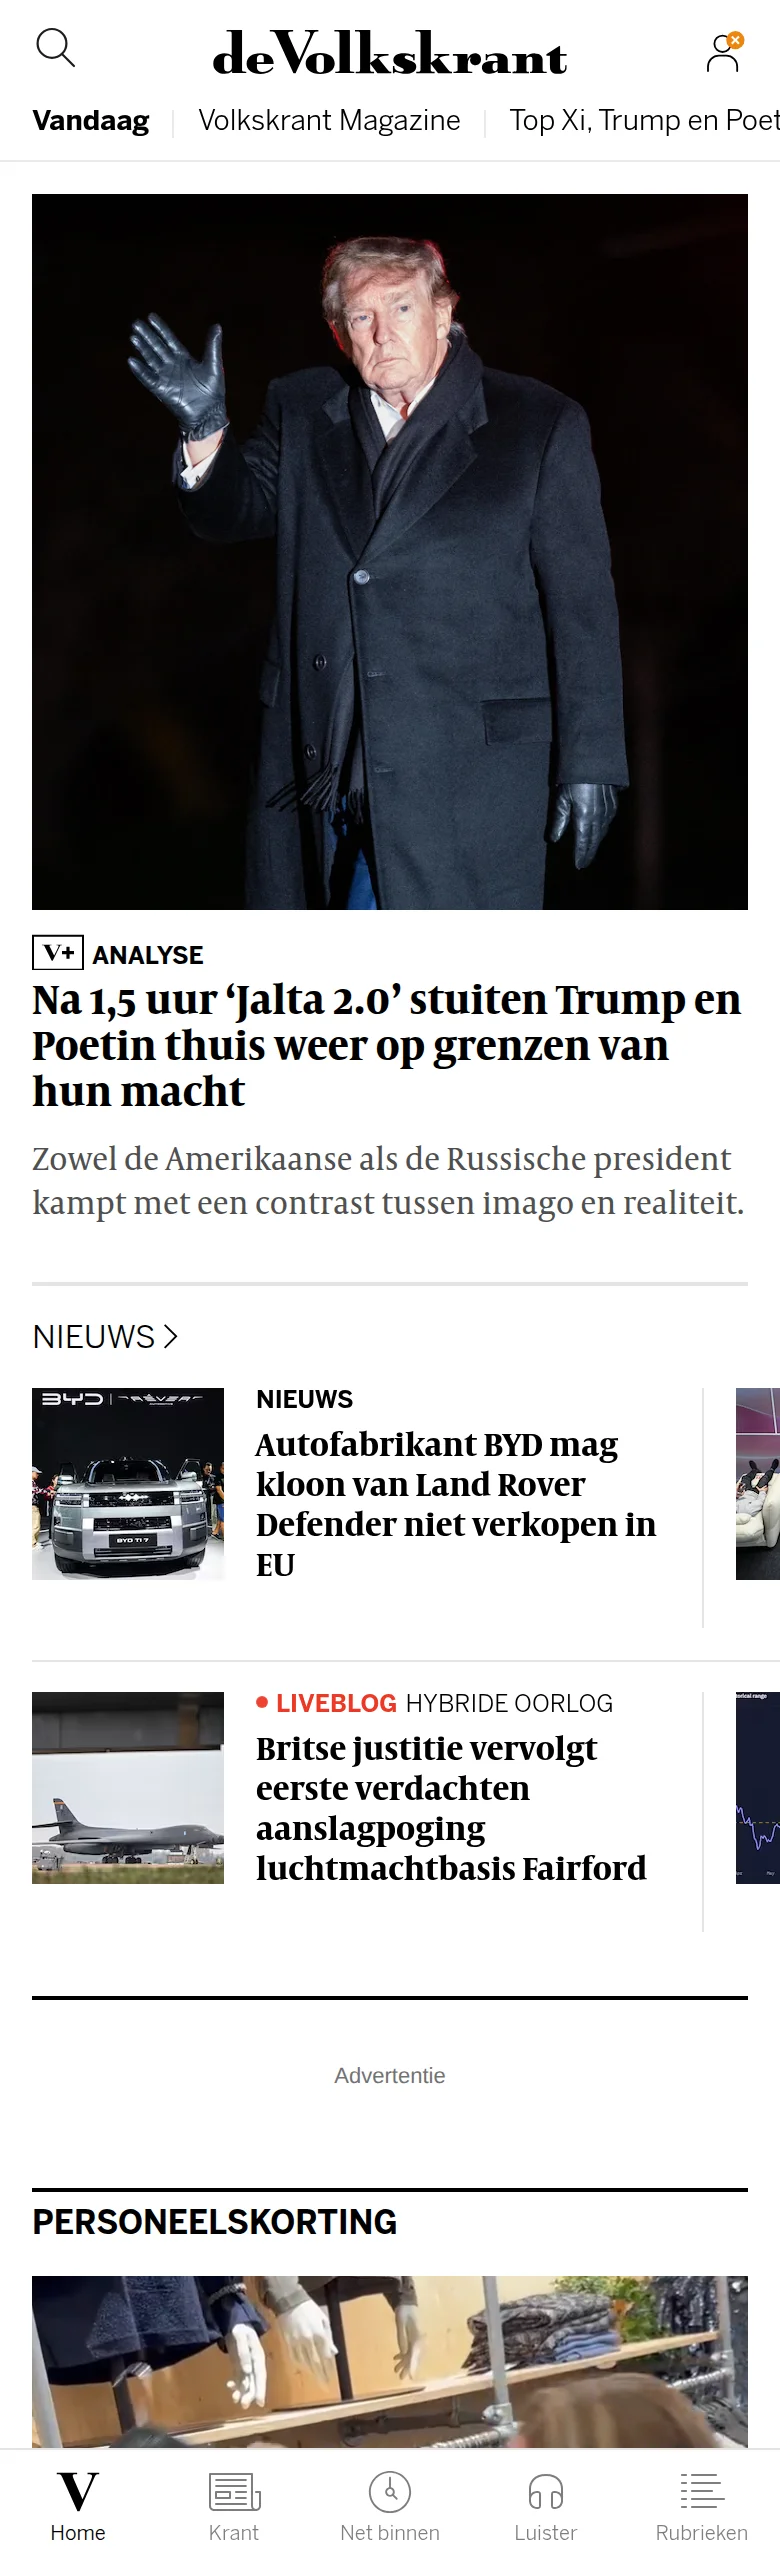 deVolkskrant
Vandaag
Volkskrant Magazine
Top Xi, Trump en Poet
V+ ANALYSE
Na 1,5 uur ‘Jalta 2.0’ stuiten Trump en
Poetin thuis weer op grenzen van
hun macht
Zowel de Amerikaanse als de Russische president
kampt met een contrast tussen imago en realiteit.
NIEUWS
BYD
BYD TI 7
NIEUWS
Autofabrikant BYD mag
kloon van Land Rover
Defender niet verkopen in
EU
LIVEBLOG HYBRIDE OORLOG
Britse justitie vervolgt
eerste verdachten
aanslagpoging
luchtmachtbasis Fairford
Advertentie
PERSONEELSKORTING
V
Home
Krant
Net binnen
Luister
Rubrieken